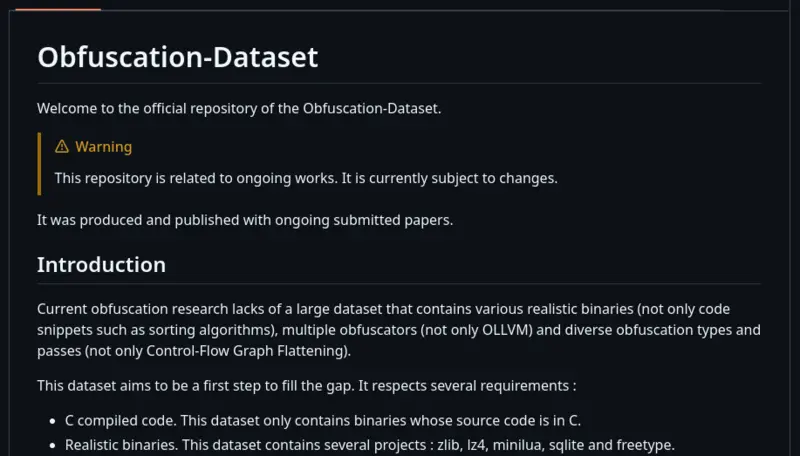 Obfuscation-Dataset
Welcome to the official repository of the Obfuscation-Dataset.
Warning
This repository is related to ongoing works. It is currently subject to changes.
It was produced and published with ongoing submitted papers.
Introduction
Current obfuscation research lacks of a large dataset that contains various realistic binaries (not only code
snippets such as sorting algorithms), multiple obfuscators (not only OLLVM) and diverse obfuscation types and
passes (not only Control-Flow Graph Flattening).
This dataset aims to be a first step to fill the gap. It respects several requirements :
• C compiled code. This dataset only contains binaries whose source code is in C.
• Realistic binaries. This dataset contains several projects : zlib, lz4, minilua, sqlite and freetype.